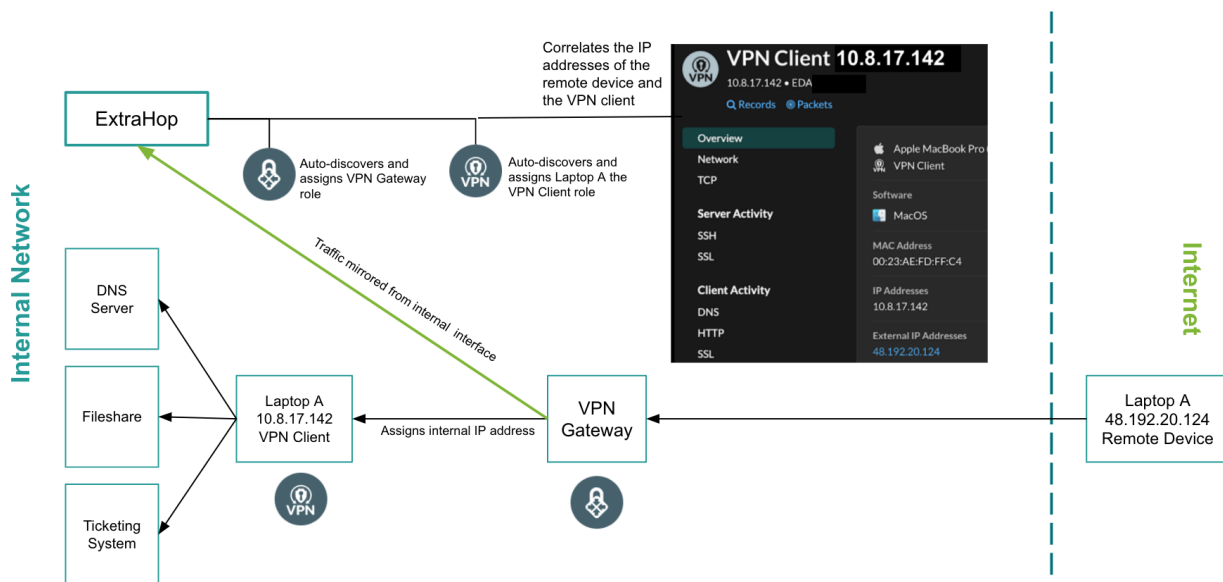 Correlates the IP
addresses of the
remote device and
the VPN client
VPN
VPN Client 10.8.17.142
10.8.17.142 • EDA
Records Packets
Overview
Network
TCP
Server Activity
SSH
SSL
Client Activity
DNS
HTTP
SSL
Apple MacBook Pro
VPN
VPN Client
Software
MacOS
MAC Address
00:23:AE:FD:FF:C4
IP Addresses
10.8.17.142
External IP Addresses
48.192.20.124
ExtraHop
Auto-discovers and
assigns VPN Gateway
role
VPN
Auto-discovers and
assigns Laptop A the
VPN Client role
Internal Network
Internet
Traffic mirrored from internal interface
DNS
Server
Fileshare
Ticketing
System
Laptop A
10.8.17.142
VPN Client
VPN
Assigns internal IP address
VPN
Gateway
Laptop A
48.192.20.124
Remote Device